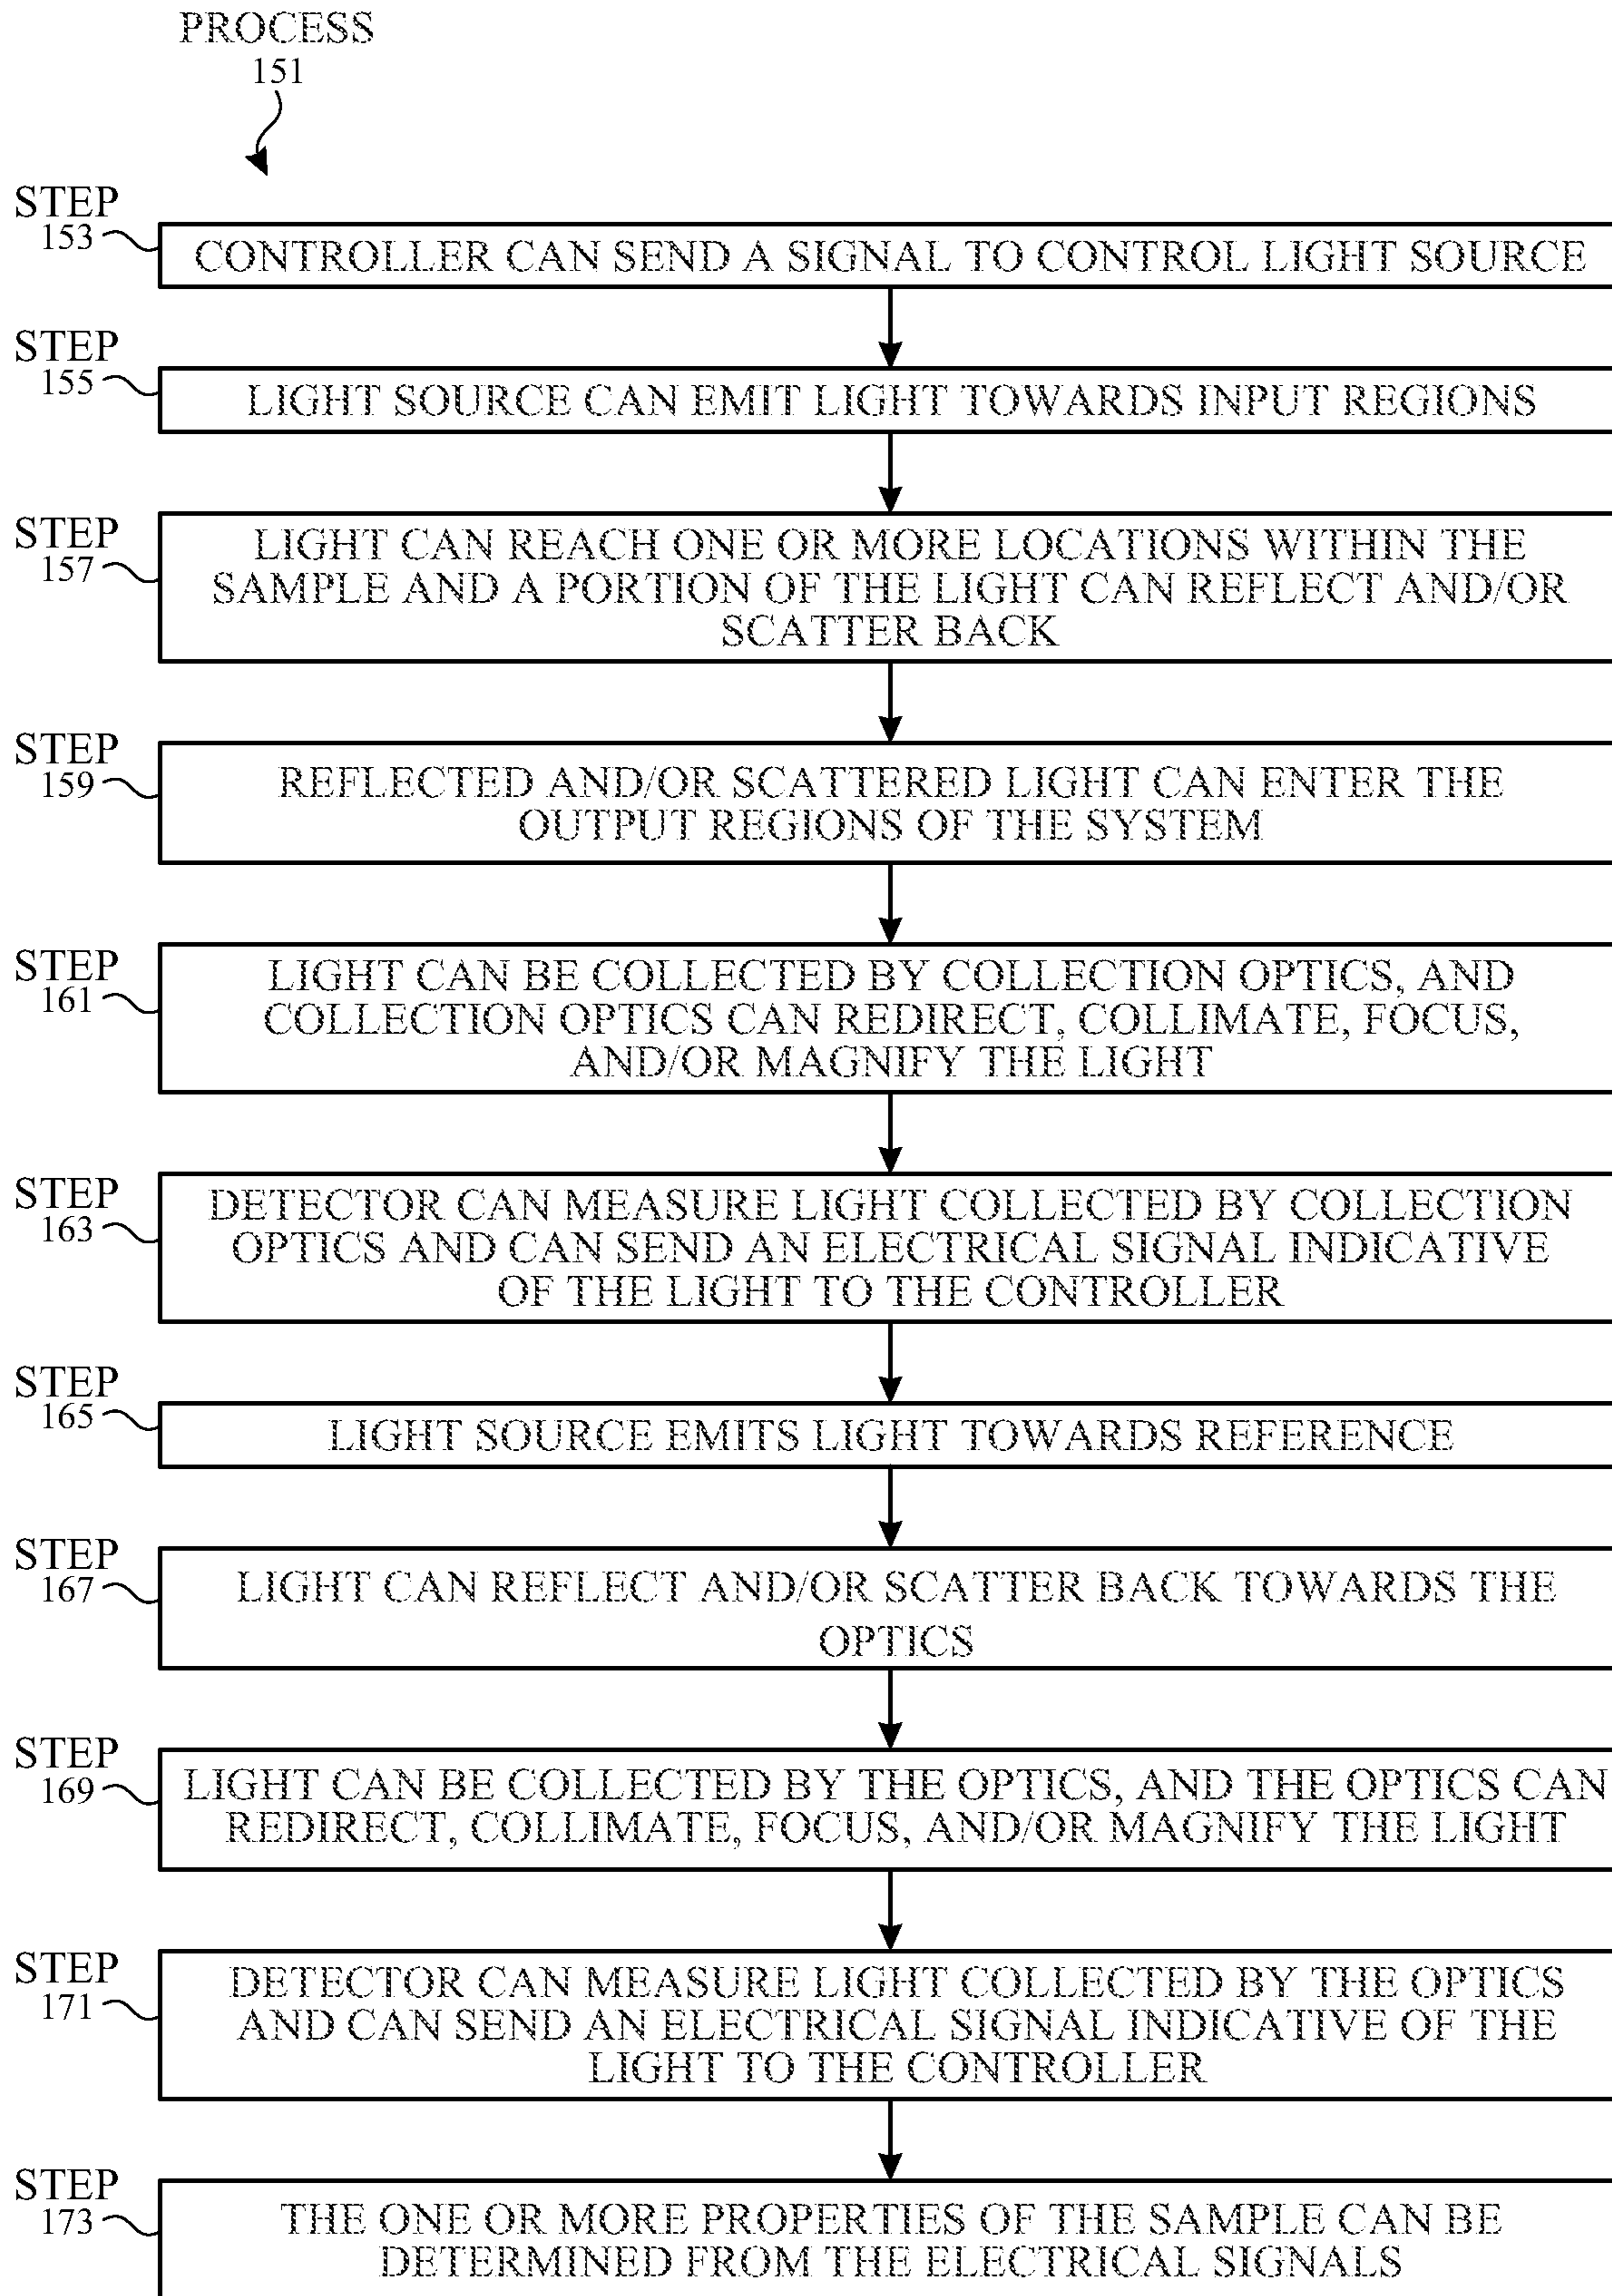 PROCESS
151
STEP
153
CONTROLLER CAN SEND A SIGNAL TO CONTROL LIGHT SOURCE
STEP
155
LIGHT SOURCE CAN EMIT LIGHT TOWARDS INPUT REGIONS
STEP
157
LIGHT CAN REACH ONE OR MORE LOCATIONS WITHIN THE
SAMPLE AND A PORTION OF THE LIGHT CAN REFLECT AND/OR
SCATTER BACK
STEP
159
REFLECTED AND/OR SCATTERED LIGHT CAN ENTER THE
OUTPUT REGIONS OF THE SYSTEM
STEP
161
LIGHT CAN BE COLLECTED BY COLLECTION OPTICS, AND
COLLECTION OPTICS CAN REDIRECT, COLLIMATE, FOCUS,
AND/OR MAGNIFY THE LIGHT
STEP
163
DETECTOR CAN MEASURE LIGHT COLLECTED BY COLLECTION
OPTICS AND CAN SEND AN ELECTRICAL SIGNAL INDICATIVE
OF THE LIGHT TO THE CONTROLLER
STEP
165
LIGHT SOURCE EMITS LIGHT TOWARDS REFERENCE
STEP
167
LIGHT CAN REFLECT AND/OR SCATTER BACK TOWARDS THE
OPTICS
STEP
169
LIGHT CAN BE COLLECTED BY THE OPTICS, AND THE OPTICS CAN
REDIRECT, COLLIMATE, FOCUS, AND/OR MAGNIFY THE LIGHT
STEP
171
DETECTOR CAN MEASURE LIGHT COLLECTED BY THE OPTICS
AND CAN SEND AN ELECTRICAL SIGNAL INDICATIVE OF THE
LIGHT TO THE CONTROLLER
STEP
173
THE ONE OR MORE PROPERTIES OF THE SAMPLE CAN BE
DETERMINED FROM THE ELECTRICAL SIGNALS